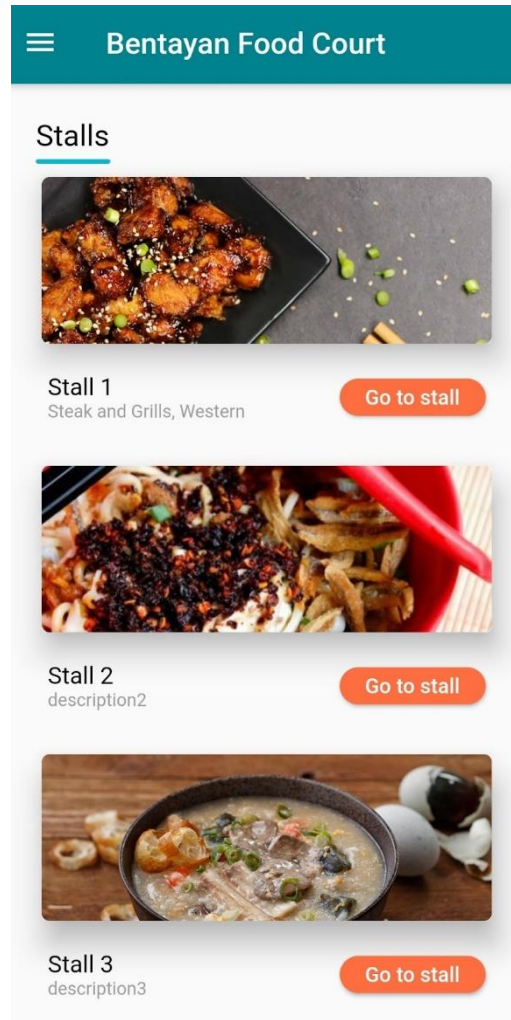 Bentayan Food Court
Stalls
Stall 1
Steak and Grills, Western
Go to stall
Stall 2
description2
Go to stall
Stall 3
description3
Go to stall